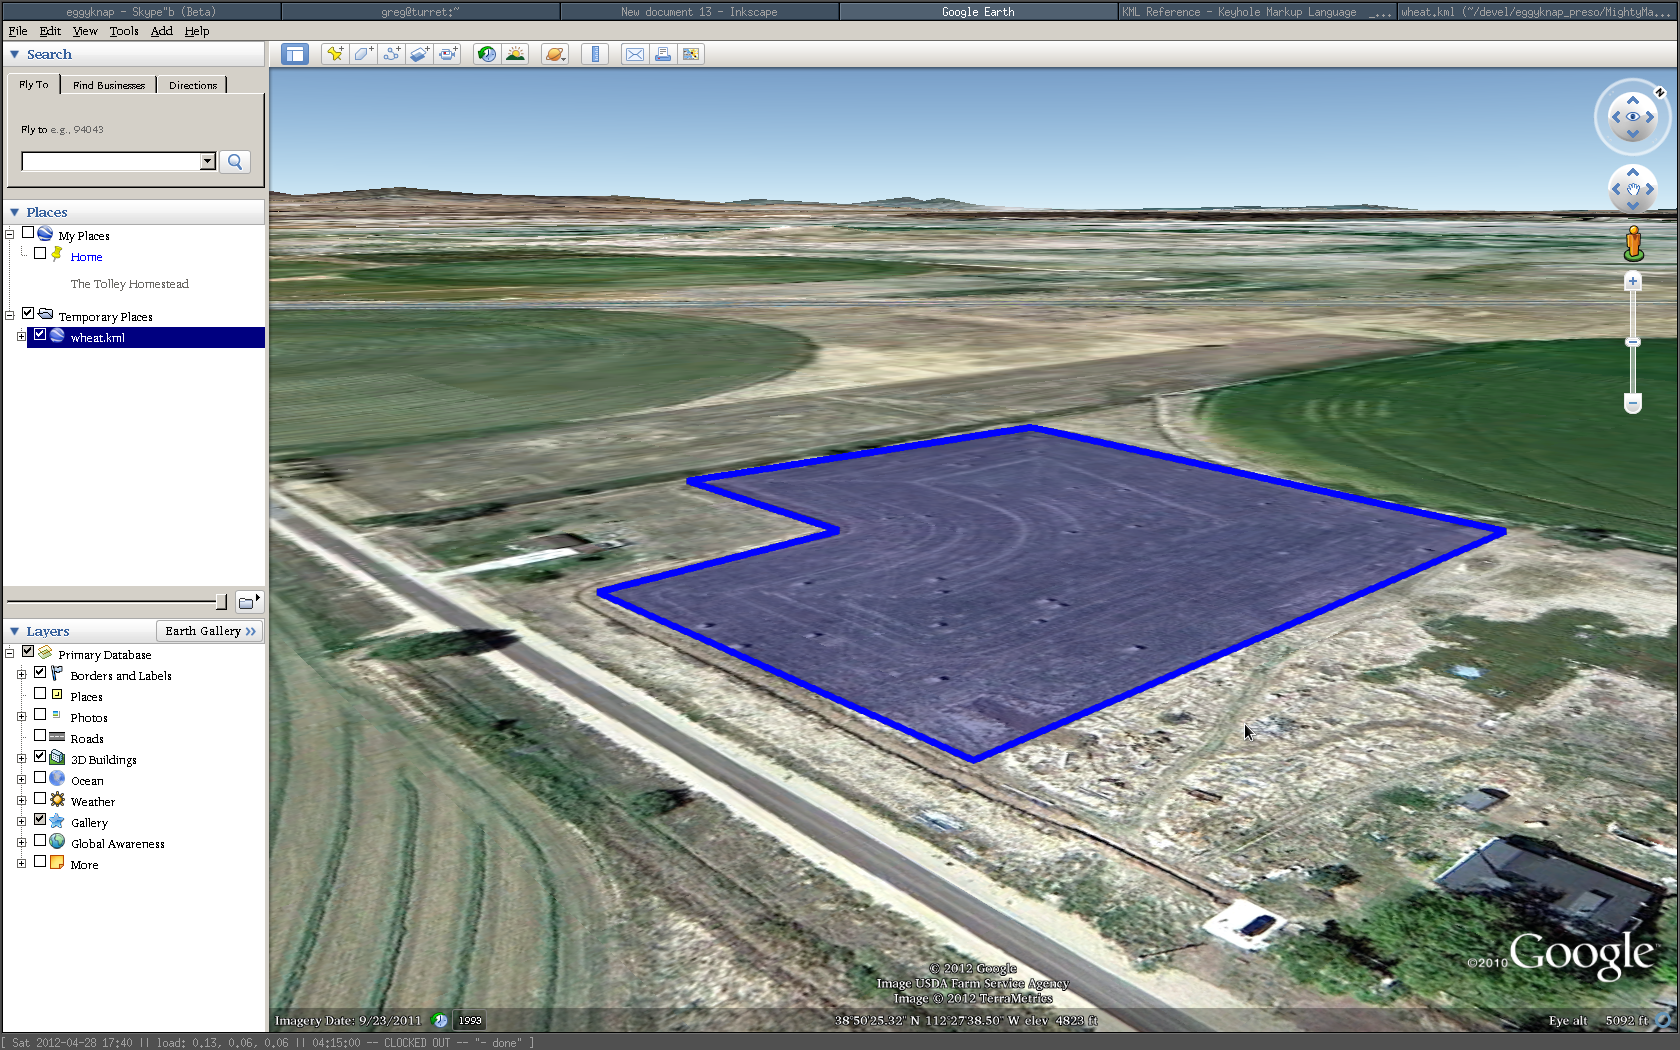 eggyknap - Skype"b (Beta)
greg@turret:~
New document 13 - Inkscape
Google Earth
KML Reference - Keyhole Markup Language _...
wheat.kml (~/devel/eggyknap_preso/MightyMa...
File Edit View Tools Add Help
Search
Fly To
Find Businesses
Directions
Fly to e.g., 94043
Places
My Places
Home
The Tolley Homestead
Temporary Places
wheat.kml
Layers
Earth Gallery »
Primary Database
Borders and Labels
Places
Photos
Roads
3D Buildings
Ocean
Weather
Gallery
Global Awareness
More
N
© 2012 Google
Image USDA Farm Service Agency
Image © 2012 TerraMetrics
©2010 Google
Imagery Date: 9/23/2011
1993
38°50'25.32" N 112°27'38.50" W elev 4823 ft
Eye alt 5092 ft
[ Sat 2012-04-28 17:40 || load: 0.13, 0.06, 0.06 || 04:15:00 -- CLOCKED OUT -- "- done" ]